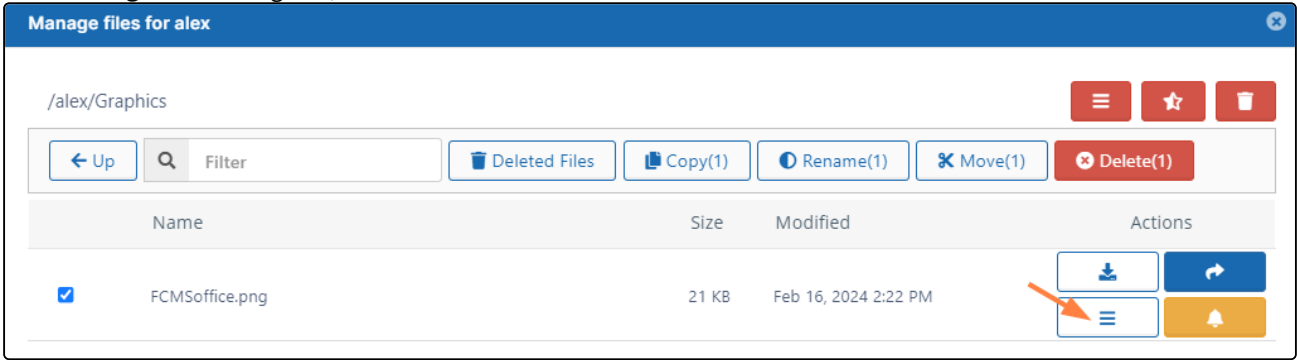 Manage files for alex
/alex/Graphics
Up
Filter
Deleted Files
Copy(1)
Rename(1)
Move(1)
Delete(1)
Name Size Modified Actions
FCMSoffice.png 21 KB Feb 16, 2024 2:22 PM